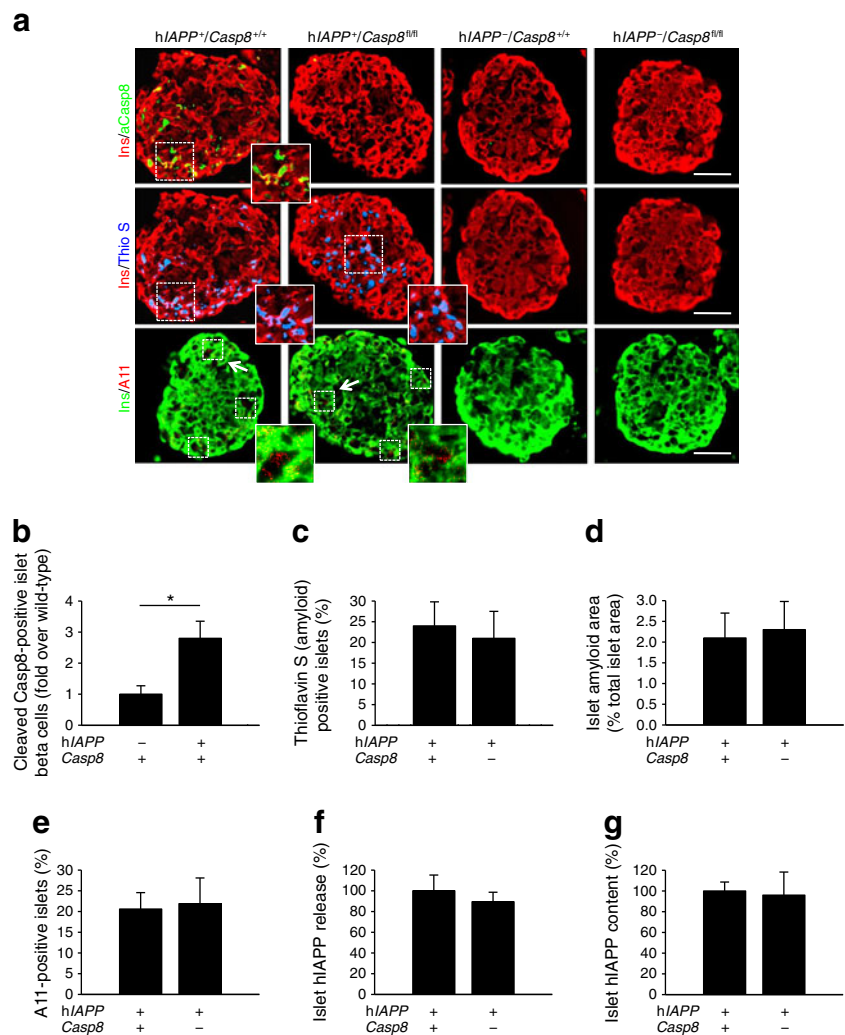 a
hIAPP⁺/Casp8⁺/⁺ hIAPP⁺/Casp8fl/fl hIAPP⁻/Casp8⁺/⁺ hIAPP⁻/Casp8fl/fl
Ins/aCasp8
Ins/Thio S
Ins/A11
b
Cleaved Casp8-positive islet
beta cells (fold over wild-type)
4
3
2
1
0
*
hIAPP – +
Casp8 + +
c
Thioflavin S (amyloid)
positive islets (%)
30
25
20
15
10
5
0
hIAPP + +
Casp8 + –
d
Islet amyloid area
(% total islet area)
3.0
2.5
2.0
1.5
1.0
0.5
0.0
hIAPP + +
Casp8 + –
e
A11-positive islets (%)
30
25
20
15
10
5
0
hIAPP + +
Casp8 + –
f
Islet hIAPP release (%)
120
100
80
60
40
20
0
hIAPP + +
Casp8 + –
g
Islet hIAPP content (%)
120
100
80
60
40
20
0
hIAPP + +
Casp8 + –